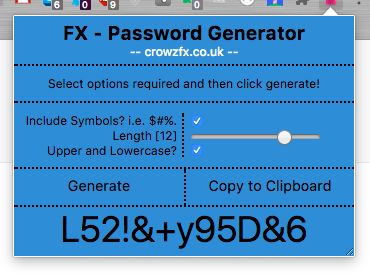 6 0 9
FX - Password Generator
-- crowzfx.co.uk --
Select options required and then click generate!
Include Symbols? i.e. $#%.
Length [12]
Upper and Lowercase?
Generate Copy to Clipboard
L52!&+y95D&6